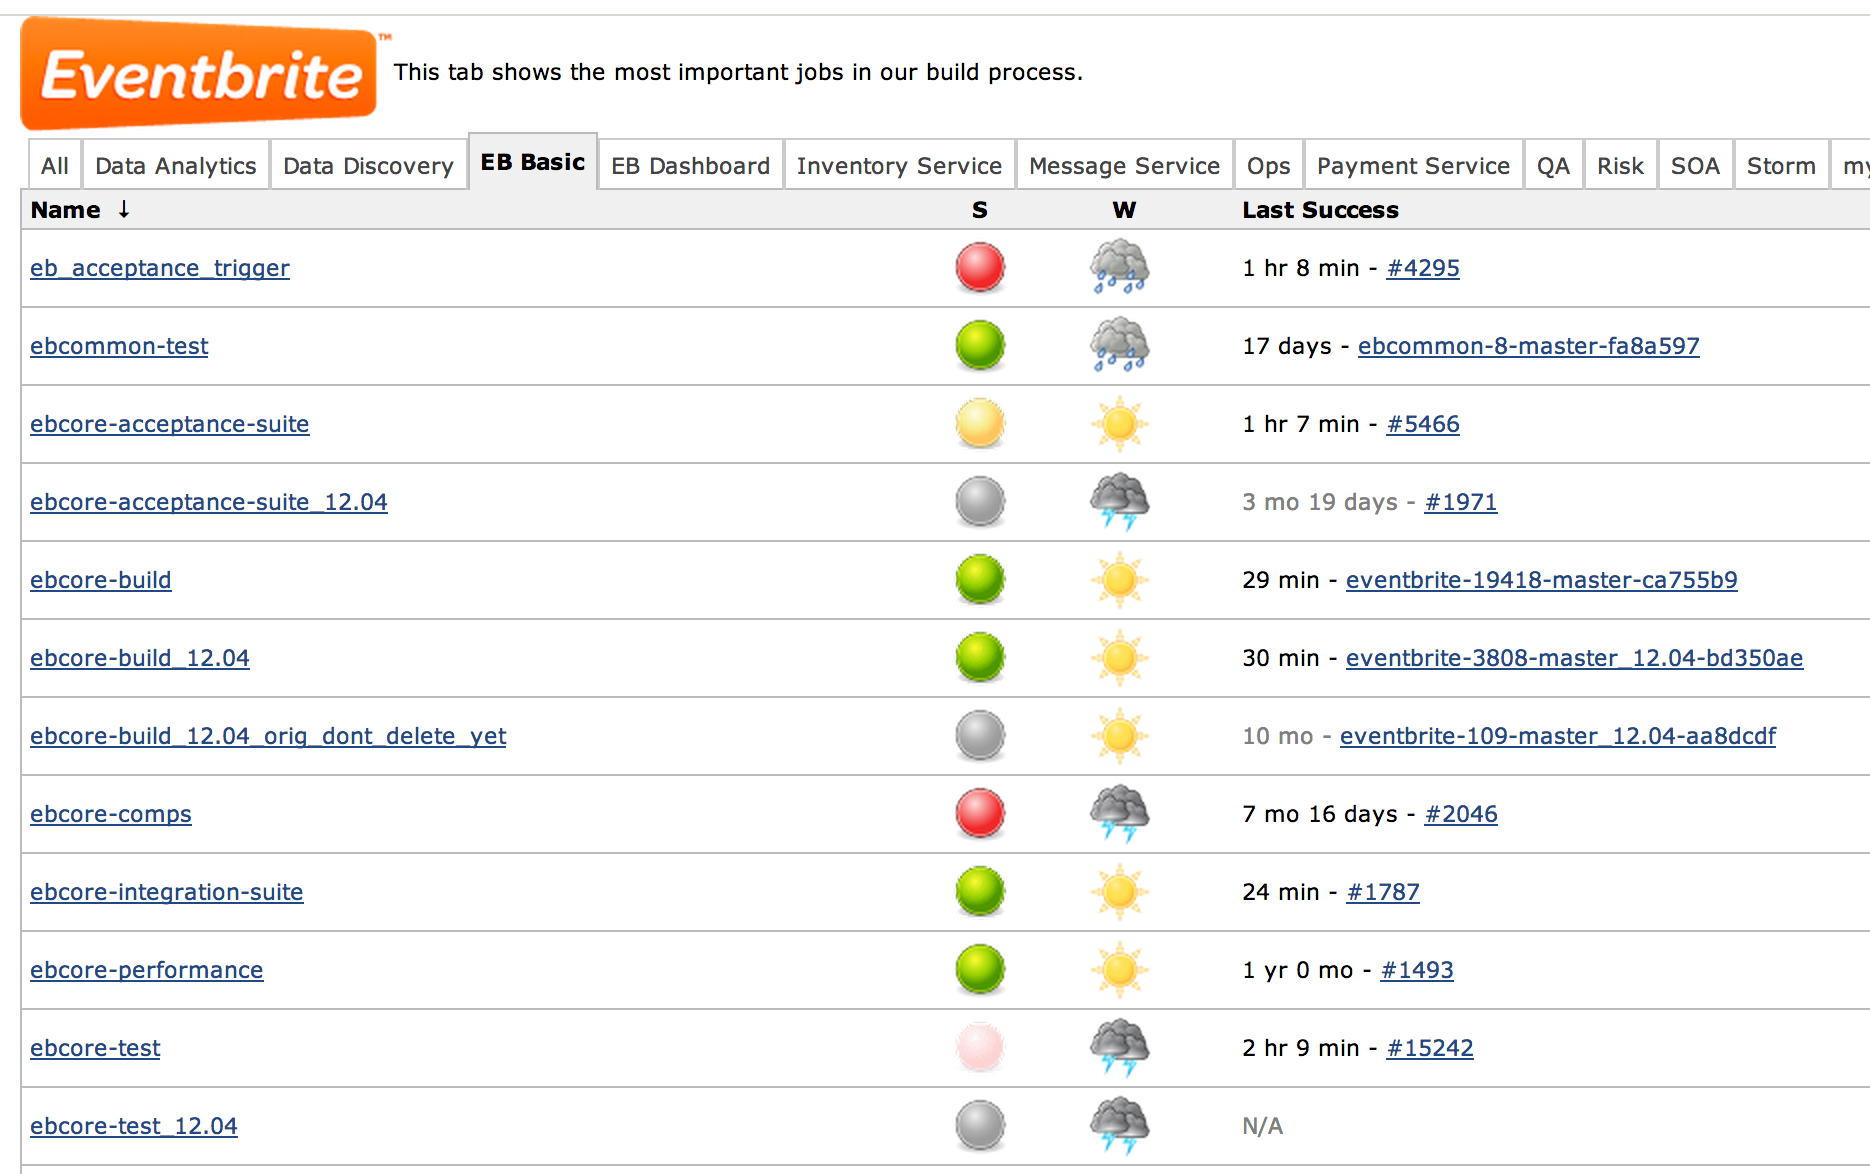 Eventbrite™
This tab shows the most important jobs in our build process.
All Data Analytics Data Discovery EB Basic EB Dashboard Inventory Service Message Service Ops Payment Service QA Risk SOA Storm my
Name ↓ S W Last Success
eb_acceptance_trigger 1 hr 8 min - #4295
ebcommon-test 17 days - ebcommon-8-master-fa8a597
ebcore-acceptance-suite 1 hr 7 min - #5466
ebcore-acceptance-suite_12.04 3 mo 19 days - #1971
ebcore-build 29 min - eventbrite-19418-master-ca755b9
ebcore-build_12.04 30 min - eventbrite-3808-master_12.04-bd350ae
ebcore-build_12.04_orig_dont_delete_yet 10 mo - eventbrite-109-master_12.04-aa8dcdf
ebcore-comps 7 mo 16 days - #2046
ebcore-integration-suite 24 min - #1787
ebcore-performance 1 yr 0 mo - #1493
ebcore-test 2 hr 9 min - #15242
ebcore-test_12.04 N/A